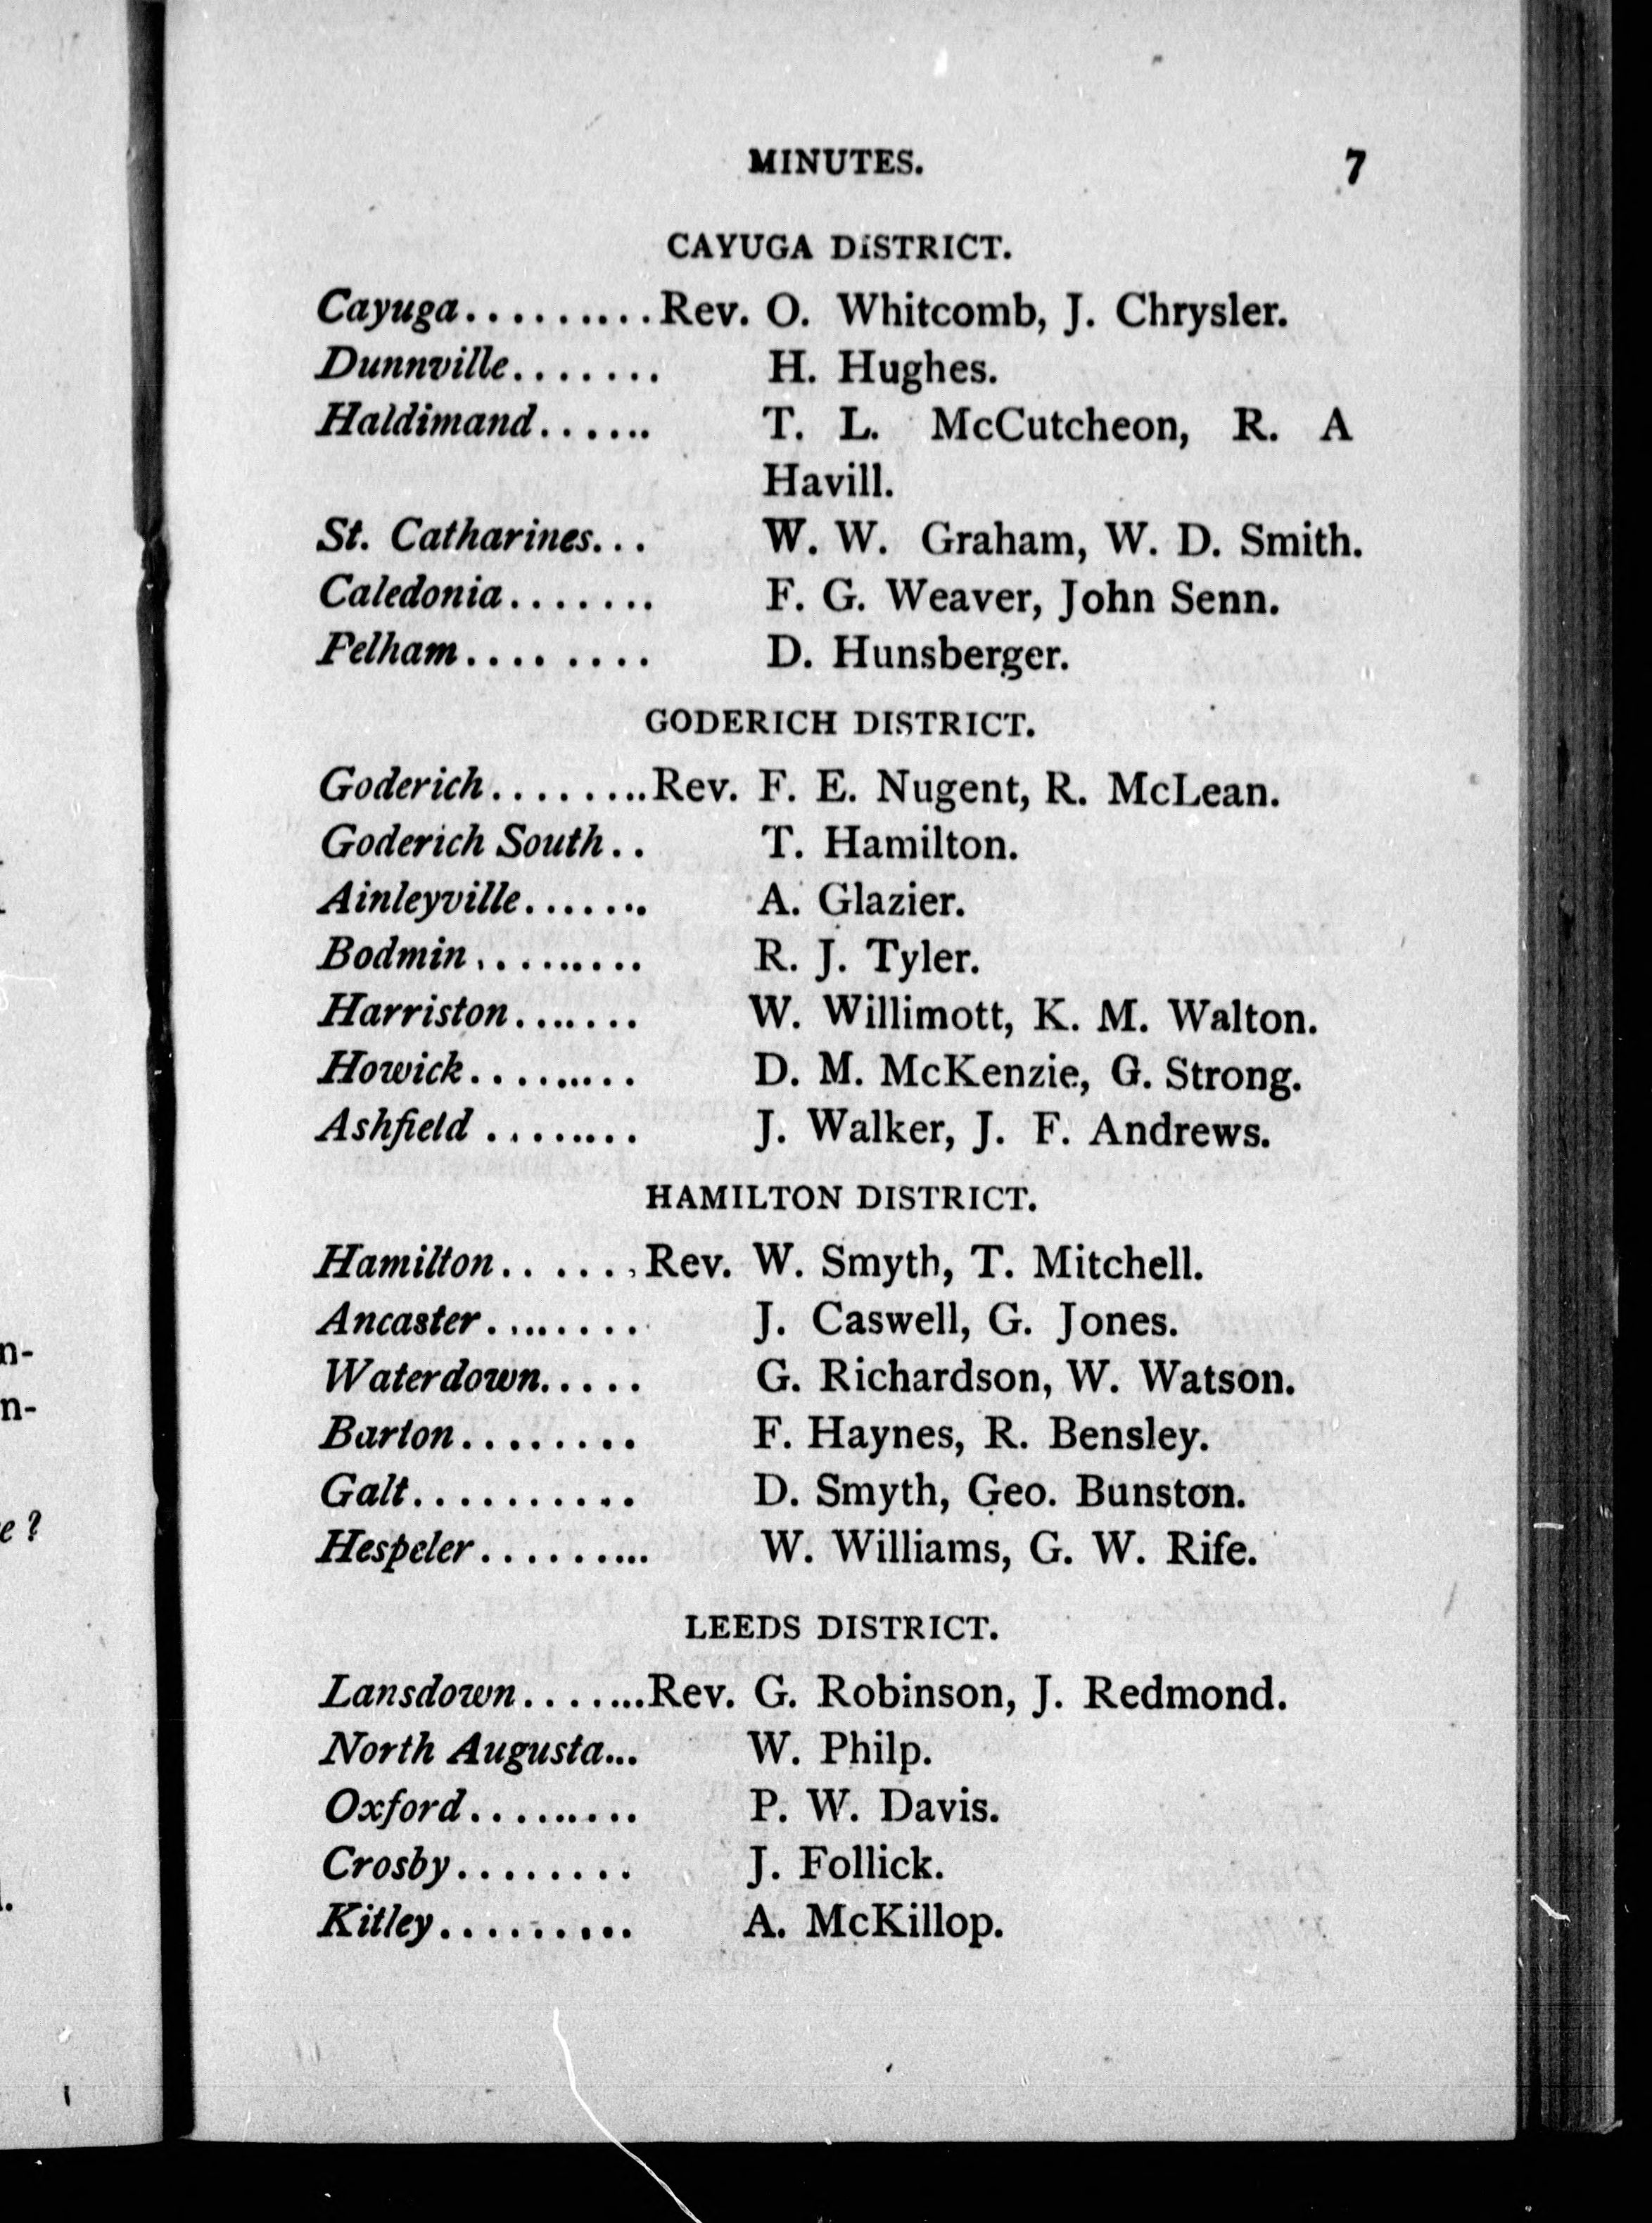 MINUTES. 7
CAYUGA DISTRICT.
Cayuga..........Rev. O. Whitcomb, J. Chrysler.
Dunnville....... H. Hughes.
Haldimand...... T. L. McCutcheon, R. A
Havill.
St. Catharines... W. W. Graham, W. D. Smith.
Caledonia....... F. G. Weaver, John Senn.
Pelham........ D. Hunsberger.
GODERICH DISTRICT.
Goderich.........Rev. F. E. Nugent, R. McLean.
Goderich South.. T. Hamilton.
Ainleyville....... A. Glazier.
Bodmin......... R. J. Tyler.
Harriston....... W. Willimott, K. M. Walton.
Howick......... D. M. McKenzie, G. Strong.
Ashfield ........ J. Walker, J. F. Andrews.
HAMILTON DISTRICT.
Hamilton.......Rev. W. Smyth, T. Mitchell.
Ancaster......... J. Caswell, G. Jones.
Waterdown..... G. Richardson, W. Watson.
Barton........ F. Haynes, R. Bensley.
Galt.......... D. Smyth, Geo. Bunston.
Hespeler.......... W. Williams, G. W. Rife.
LEEDS DISTRICT.
Lansdown........Rev. G. Robinson, J. Redmond.
North Augusta... W. Philp.
Oxford......... P. W. Davis.
Crosby........ J. Follick.
Kitley......... A. McKillop.